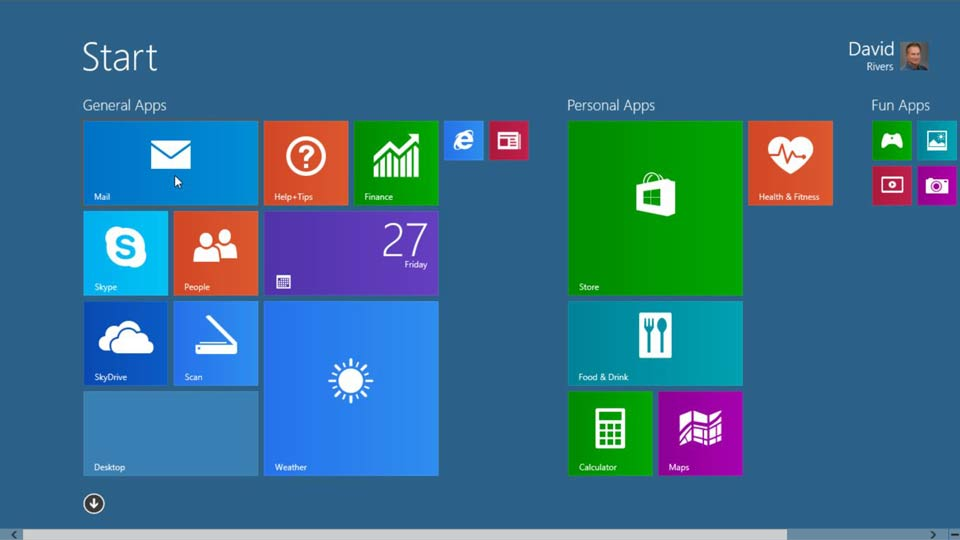 Start
David
Rivers
General Apps
Personal Apps
Fun Apps
Mail
Help+Tips
Finance
Store
Health & Fitness
Skype
People
27
Friday
SkyDrive
Scan
Weather
Food & Drink
Desktop
Calculator
Maps